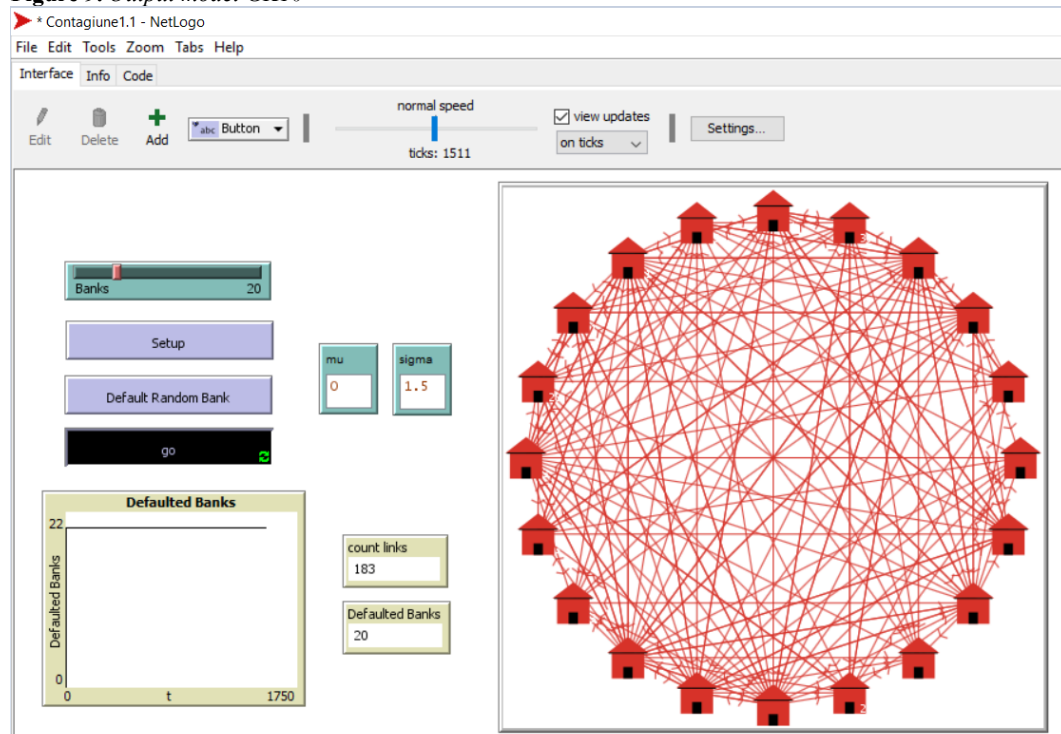 * Contagiune1.1 - NetLogo
File Edit Tools Zoom Tabs Help
Interface Info Code
Edit
Delete
Add
abc Button
normal speed
ticks: 1511
view updates
on ticks
Settings...
Banks 20
Setup
Default Random Bank
go
mu
0
sigma
1.5
Defaulted Banks
22
Defaulted Banks
0
0 t 1750
count links
183
Defaulted Banks
20